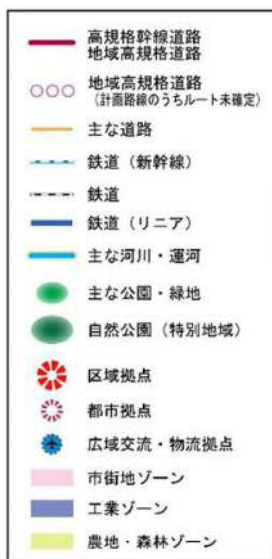 高規格幹線道路
地域高規格道路
地域高規格道路
(計画路線のうちルート未確定)
主な道路
鉄道(新幹線)
鉄道
鉄道(リニア)
主な河川・運河
主な公園・緑地
自然公園(特別地域)
区域拠点
都市拠点
広域交流・物流拠点
市街地ゾーン
工業ゾーン
農地・森林ゾーン